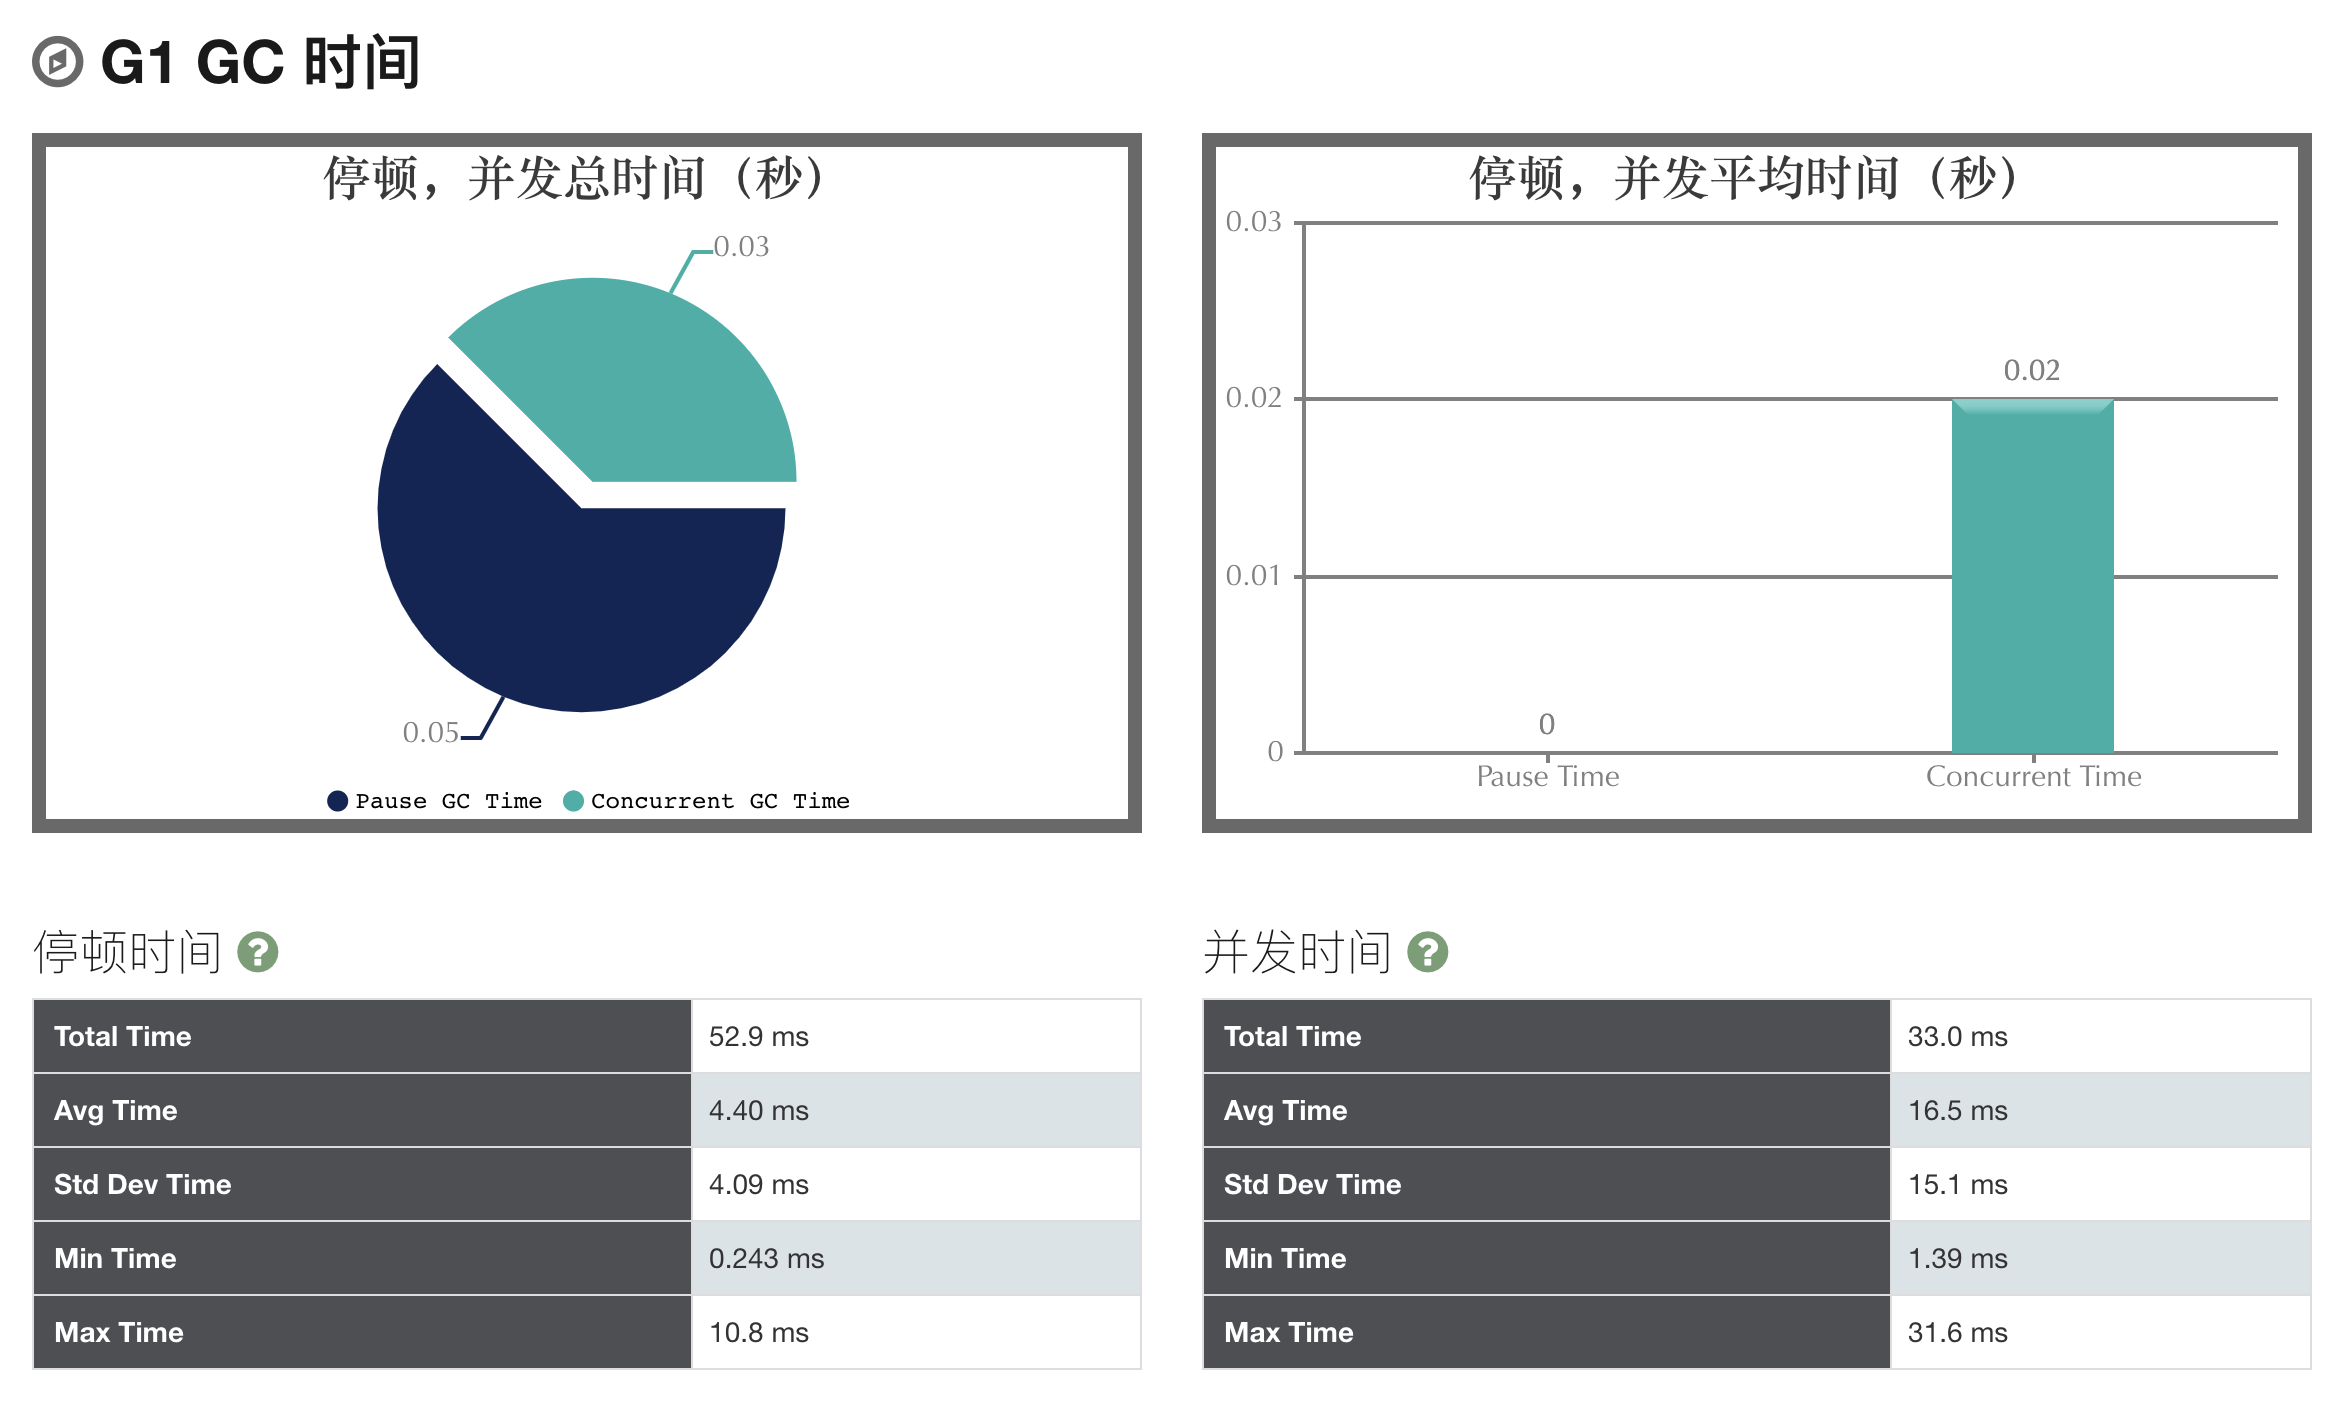 G1 GC 时间
停顿，并发总时间（秒）
0.03
0.05
Pause GC Time
Concurrent GC Time
停顿，并发平均时间（秒）
0.03
0.02
0.01
0
0
0.02
Pause Time
Concurrent Time
停顿时间 ?
Total Time 52.9 ms
Avg Time 4.40 ms
Std Dev Time 4.09 ms
Min Time 0.243 ms
Max Time 10.8 ms
并发时间 ?
Total Time 33.0 ms
Avg Time 16.5 ms
Std Dev Time 15.1 ms
Min Time 1.39 ms
Max Time 31.6 ms